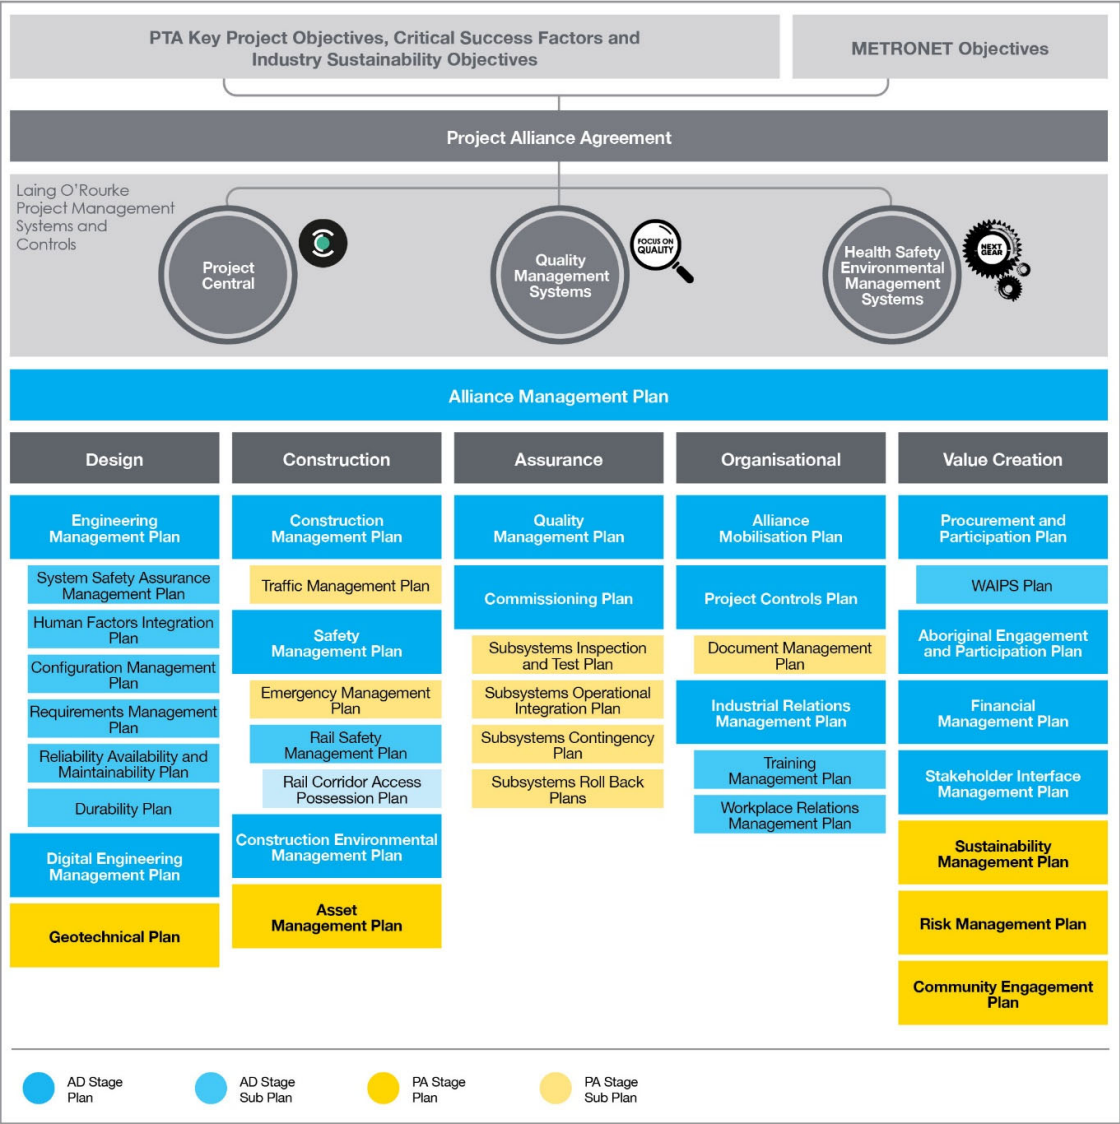 PTA Key Project Objectives, Critical Success Factors and
Industry Sustainability Objectives
METRONET Objectives
Project Alliance Agreement
Laing O'Rourke
Project Management
Systems and
Controls
Project
Central
FOCUS ON
QUALITY
Quality
Management
Systems
NEXT
GEAR
Health Safety
Environmental
Management
Systems
Alliance Management Plan
Design
Engineering
Management Plan
System Safety Assurance
Management Plan
Human Factors Integration
Plan
Configuration Management
Plan
Requirements Management
Plan
Reliability Availability and
Maintainability Plan
Durability Plan
Digital Engineering
Management Plan
Geotechnical Plan
Construction
Construction
Management Plan
Traffic Management Plan
Safety
Management Plan
Emergency Management
Plan
Rail Safety
Management Plan
Rail Corridor Access
Possession Plan
Construction Environmental
Management Plan
Asset
Management Plan
Assurance
Quality
Management Plan
Commissioning Plan
Subsystems Inspection
and Test Plan
Subsystems Operational
Integration Plan
Subsystems Contingency
Plan
Subsystems Roll Back
Plans
Organisational
Alliance
Mobilisation Plan
Project Controls Plan
Document Management
Plan
Industrial Relations
Management Plan
Training
Management Plan
Workplace Relations
Management Plan
Value Creation
Procurement and
Participation Plan
WAIPS Plan
Aboriginal Engagement
and Participation Plan
Financial
Management Plan
Stakeholder Interface
Management Plan
Sustainability
Management Plan
Risk Management Plan
Community Engagement
Plan
AD Stage
Plan
AD Stage
Sub Plan
PA Stage
Plan
PA Stage
Sub Plan